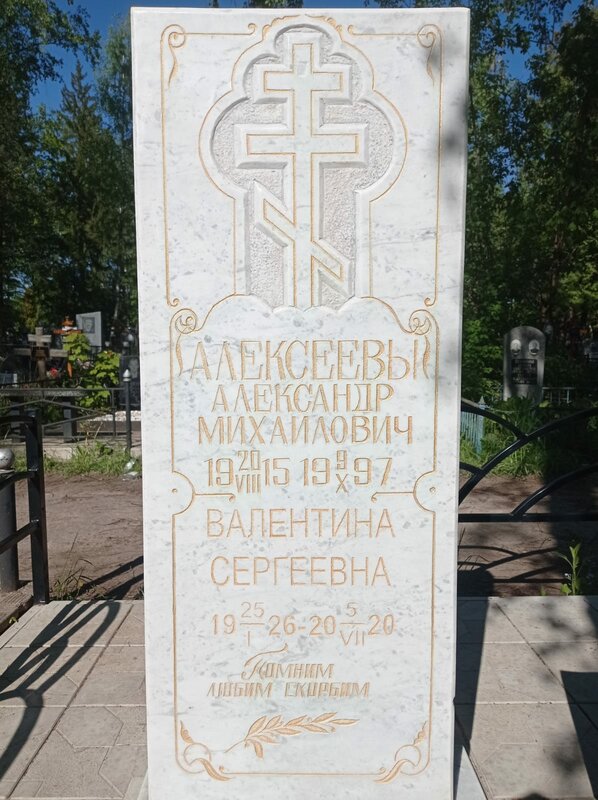 АЛЕКСЕЕВЫ
АЛЕКСАНДР
МИХАЙЛОВИЧ
19 20/VIII 15 19 9/X 97
ВАЛЕНТИНА
СЕРГЕЕВНА
19 25/I 26-20 5/VII 20
Помним
любим скорбим